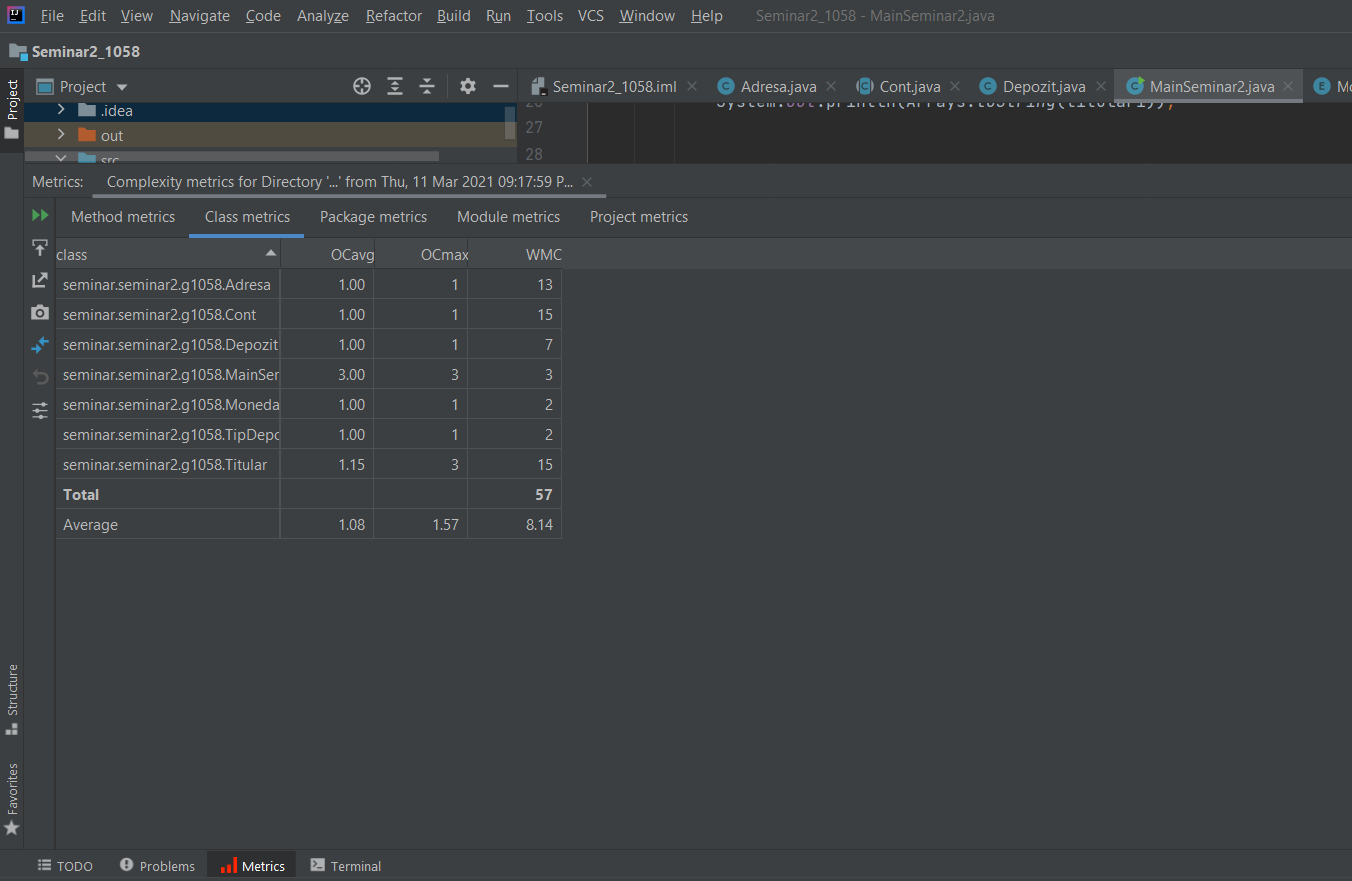 File Edit View Navigate Code Analyze Refactor Build Run Tools VCS Window Help Seminar2_1058 - MainSeminar2.java
Seminar2_1058
Project
Project
Seminar2_1058.iml
Adresa.java
Cont.java
Depozit.java
MainSeminar2.java
.idea
out
src
System.out.println(Arrays.toString(titulari));
27
28
Metrics: Complexity metrics for Directory '...' from Thu, 11 Mar 2021 09:17:59 P...
Method metrics Class metrics Package metrics Module metrics Project metrics
class OCavg OCmax WMC
seminar.seminar2.g1058.Adresa 1.00 1 13
seminar.seminar2.g1058.Cont 1.00 1 15
seminar.seminar2.g1058.Depozit 1.00 1 7
seminar.seminar2.g1058.MainSer 3.00 3 3
seminar.seminar2.g1058.Moneda 1.00 1 2
seminar.seminar2.g1058.TipDepo 1.00 1 2
seminar.seminar2.g1058.Titular 1.15 3 15
Total 57
Average 1.08 1.57 8.14
Structure
Favorites
TODO Problems Metrics Terminal